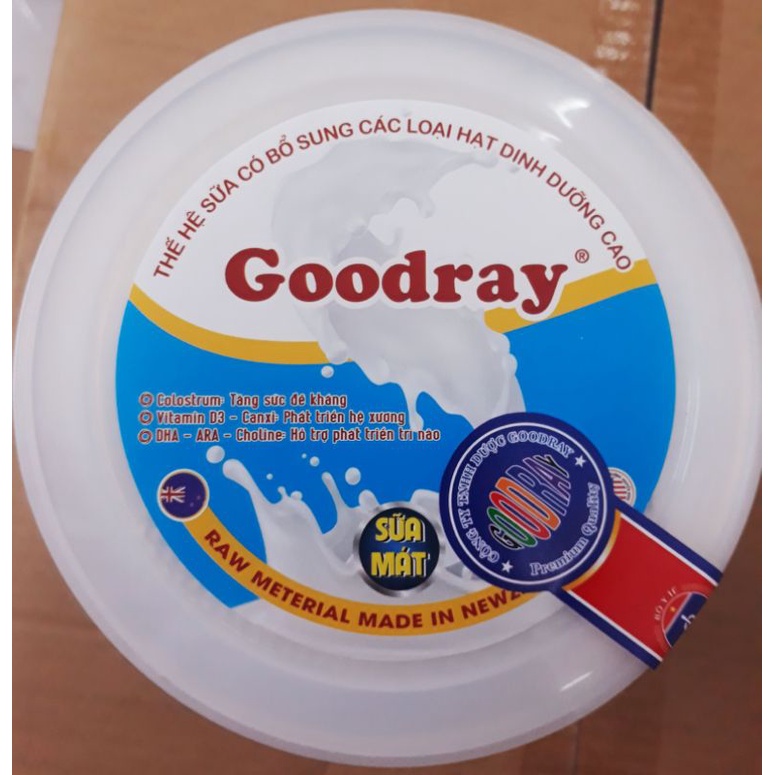 THẾ HỆ SỮA CÓ BỔ SUNG CÁC LOẠI HẠT DINH DƯỠNG CAO
Goodray®
Colostrum: Tăng sức đề kháng
Vitamin D3 - Canxi: Phát triển hệ xương
DHA - ARA - Choline: Hỗ trợ phát triển trí não
SỮA
MÁT
RAW METERIAL MADE IN
CÔNG TY TNHH DƯỢC GOODRAY
GOODRAY
Premium Quality
BỘ Y TẾ